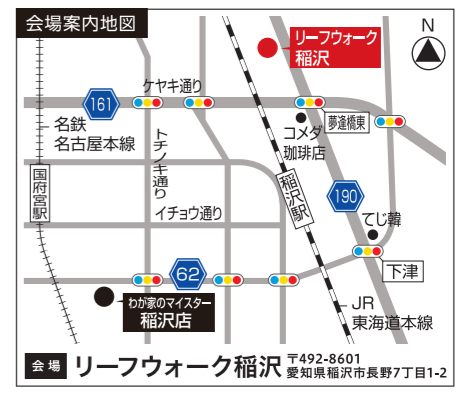 会場案内地図
N
リーフウォーク
稲沢
ケヤキ通り
161
夢逢橋東
コメダ
珈琲店
名鉄
名古屋本線
トチノキ通り
国府宮駅
稲沢駅
190
イチョウ通り
てじ韓
62
下津
わが家のマイスター
稲沢店
JR
東海道本線
会場 リーフウォーク稲沢 〒492-8601
愛知県稲沢市長野7丁目1-2